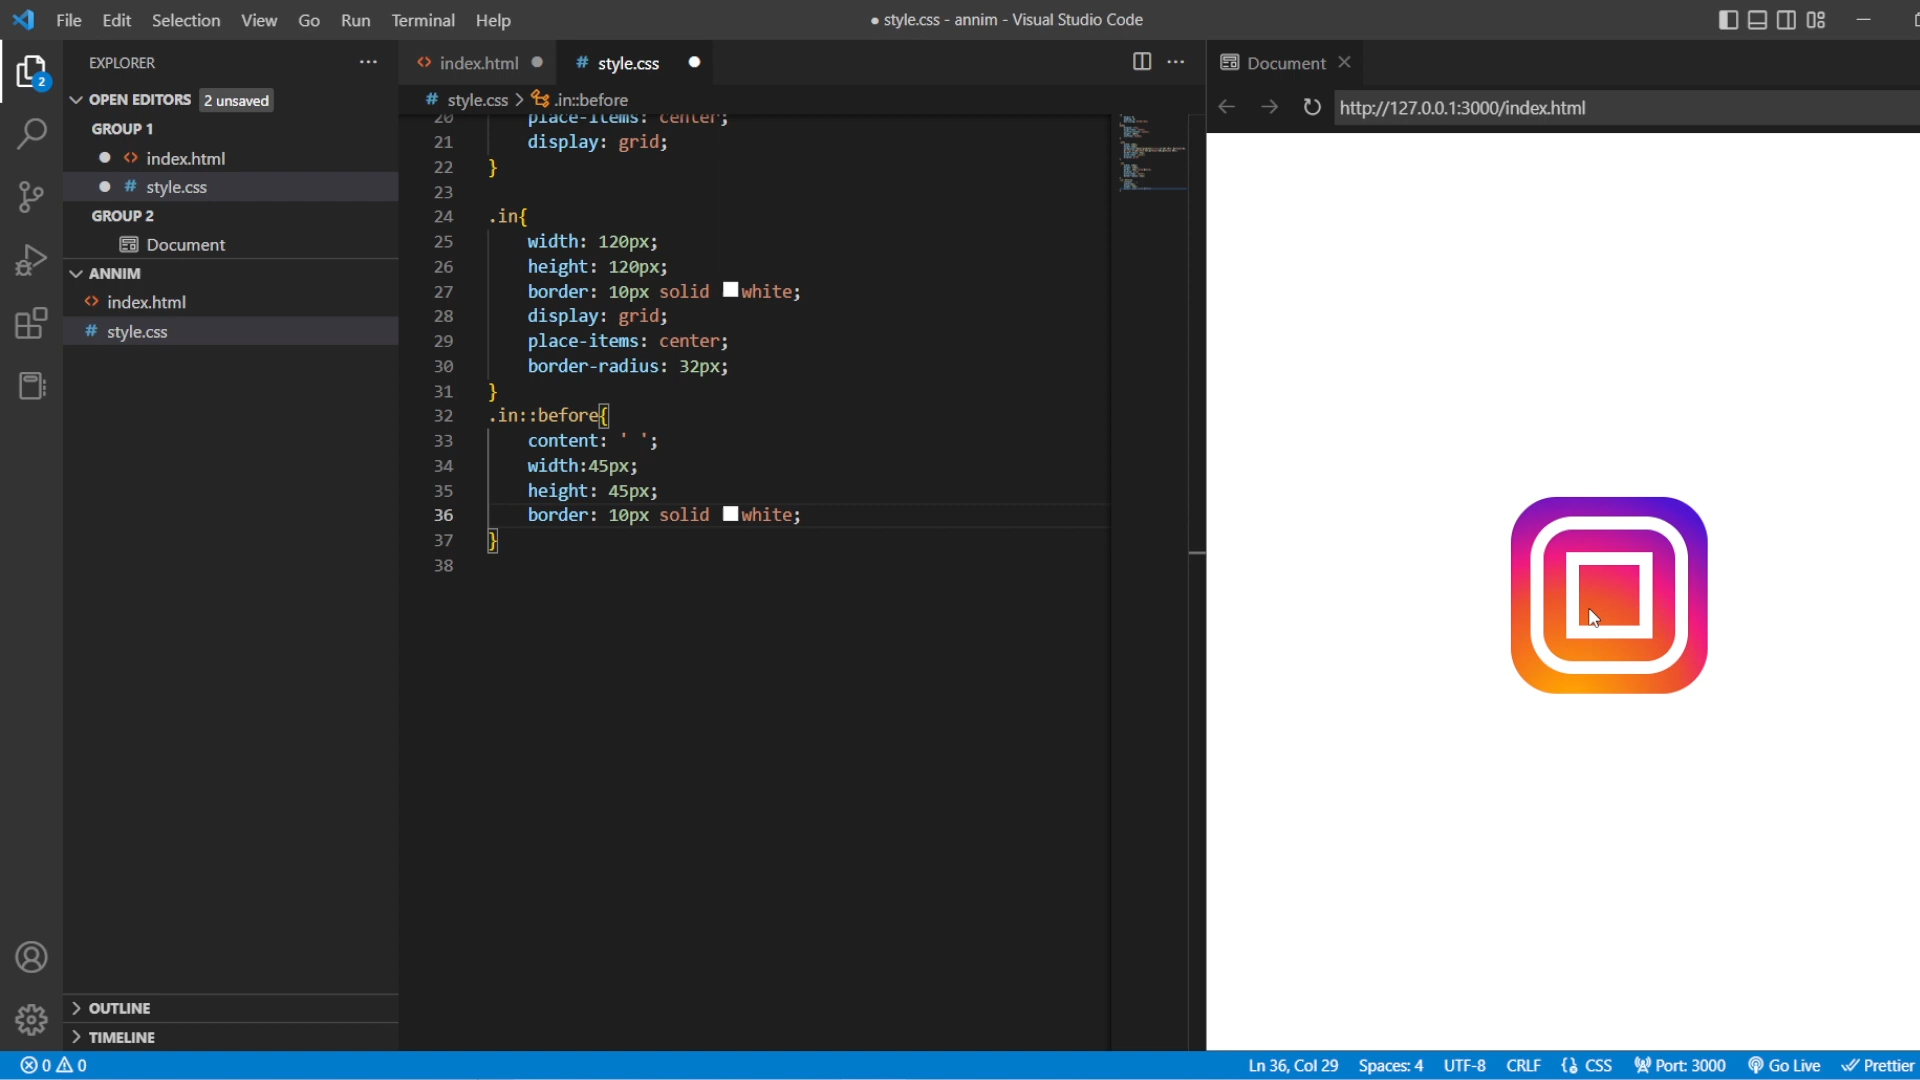 File Edit Selection View Go Run Terminal Help
● style.css - annim - Visual Studio Code
EXPLORER
OPEN EDITORS 2 unsaved
GROUP 1
index.html
# style.css
GROUP 2
Document
ANNIM
index.html
# style.css
OUTLINE
TIMELINE
2
<> index.html
# style.css
# style.css > .in::before
20 place-items: center;
21 display: grid;
22 }
23
24 .in{
25 width: 120px;
26 height: 120px;
27 border: 10px solid white;
28 display: grid;
29 place-items: center;
30 border-radius: 32px;
31 }
32 .in::before{
33 content: ' ';
34 width:45px;
35 height: 45px;
36 border: 10px solid white;
37 }
38
Document
http://127.0.0.1:3000/index.html
0 0
Ln 36, Col 29 Spaces: 4 UTF-8 CRLF {} CSS Port: 3000 Go Live Prettier